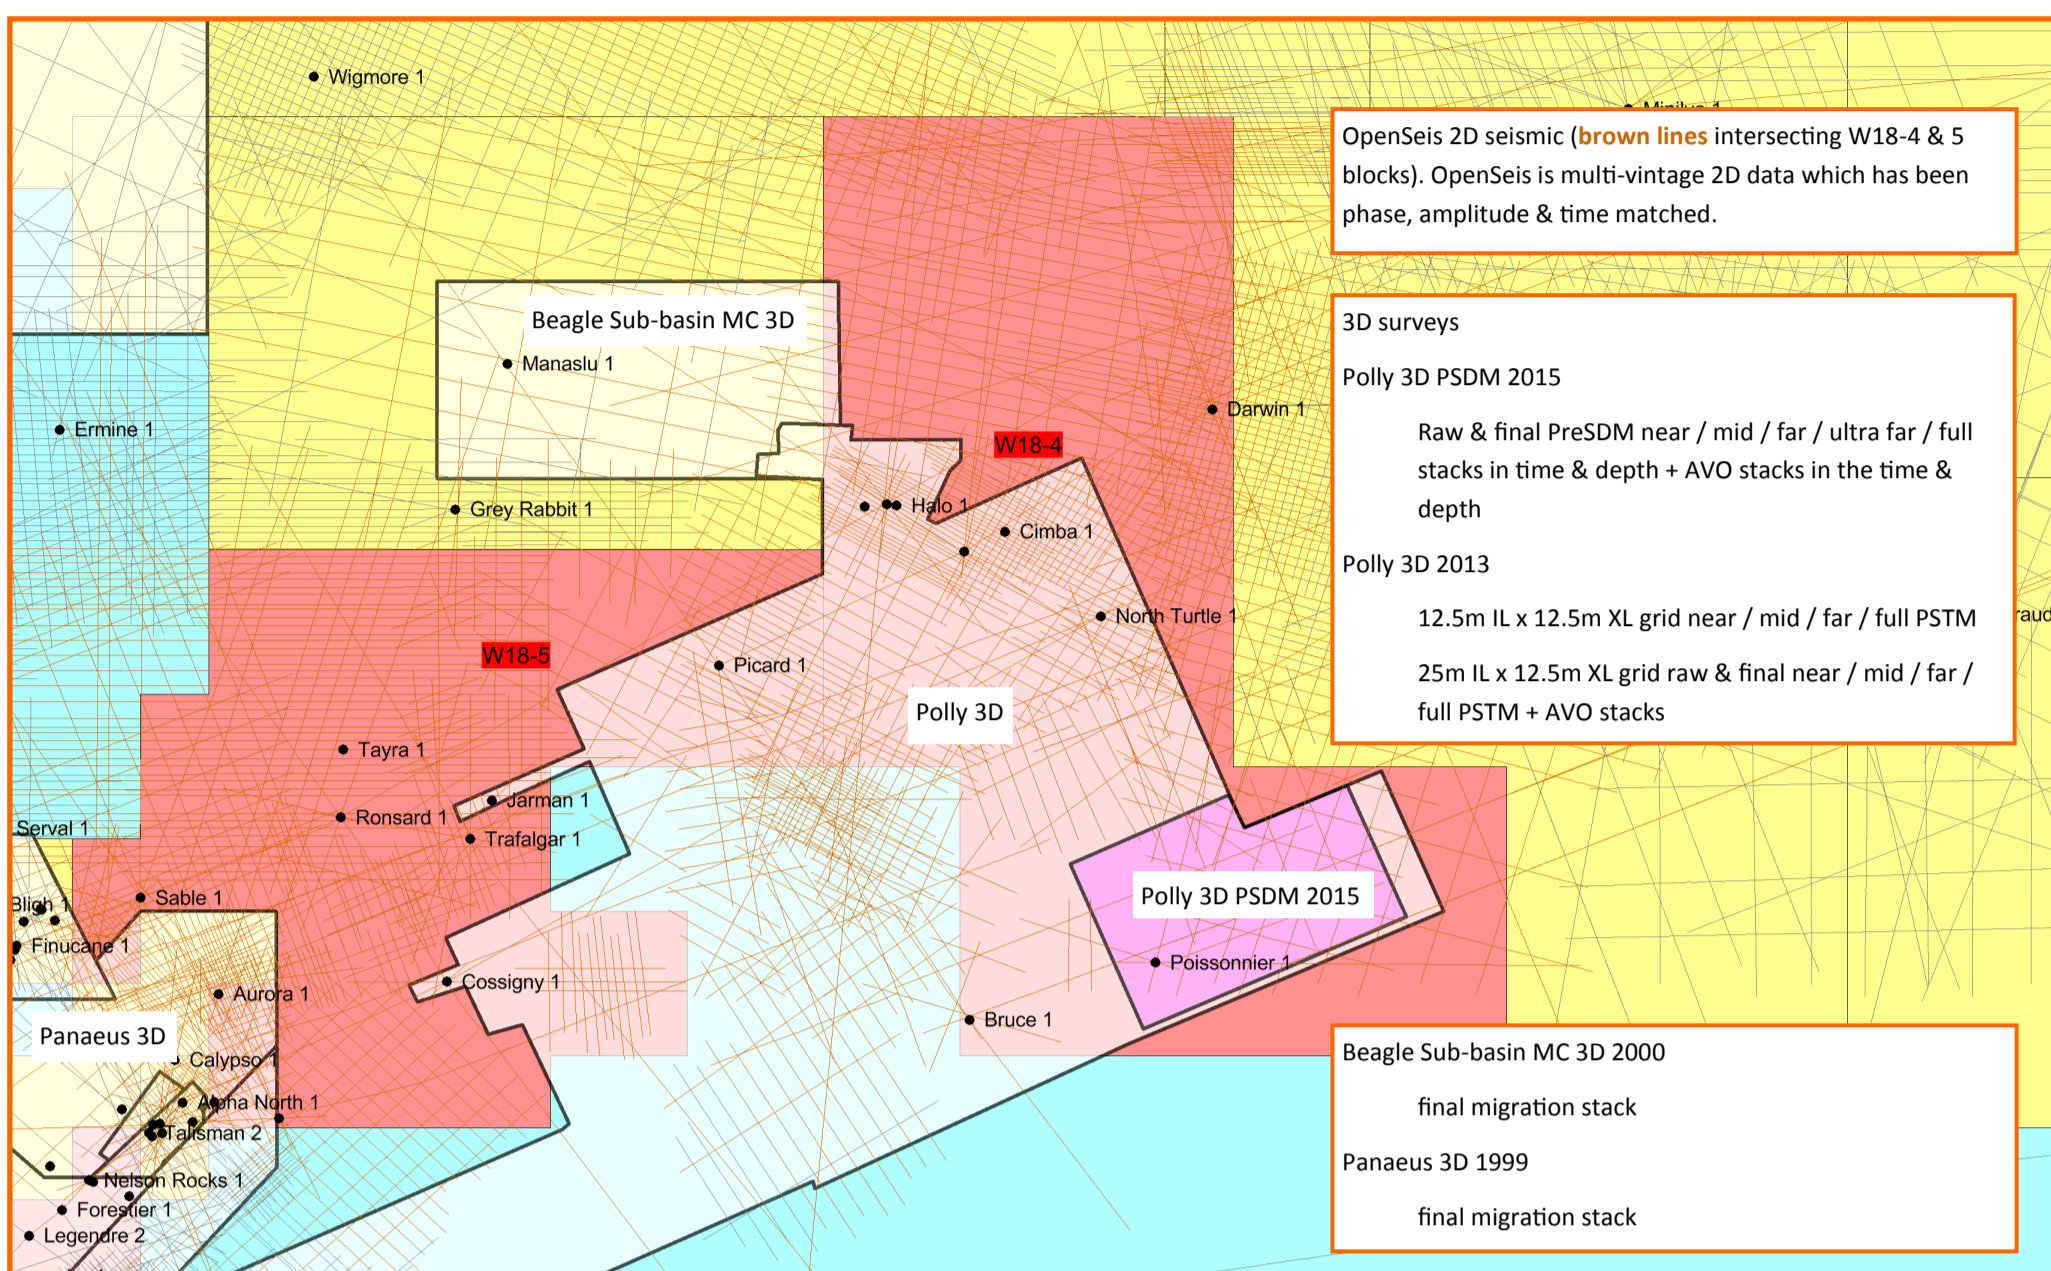 Wigmore 1
Minilya 1
OpenSeis 2D seismic (brown lines intersecting W18-4 & 5
blocks). OpenSeis is multi-vintage 2D data which has been
phase, amplitude & time matched.
Beagle Sub-basin MC 3D
Manaslu 1
Ermine 1
Darwin 1
W18-4
Grey Rabbit 1
Halo 1
Cimba 1
3D surveys
Polly 3D PSDM 2015
Raw & final PreSDM near / mid / far / ultra far / full
stacks in time & depth + AVO stacks in the time &
depth
Polly 3D 2013
12.5m IL x 12.5m XL grid near / mid / far / full PSTM
25m IL x 12.5m XL grid raw & final near / mid / far /
full PSTM + AVO stacks
North Turtle 1
raud
W18-5
Picard 1
Polly 3D
Tayra 1
Jarman 1
Ronsard 1
Trafalgar 1
Serval 1
Sable 1
Bligh 1
Polly 3D PSDM 2015
Finucane 1
Poissonnier 1
Cossigny 1
Aurora 1
Bruce 1
Panaeus 3D
Calypso 1
Alpha North 1
Talisman 2
Nelson Rocks 1
Forestier 1
Legendre 2
Beagle Sub-basin MC 3D 2000
final migration stack
Panaeus 3D 1999
final migration stack